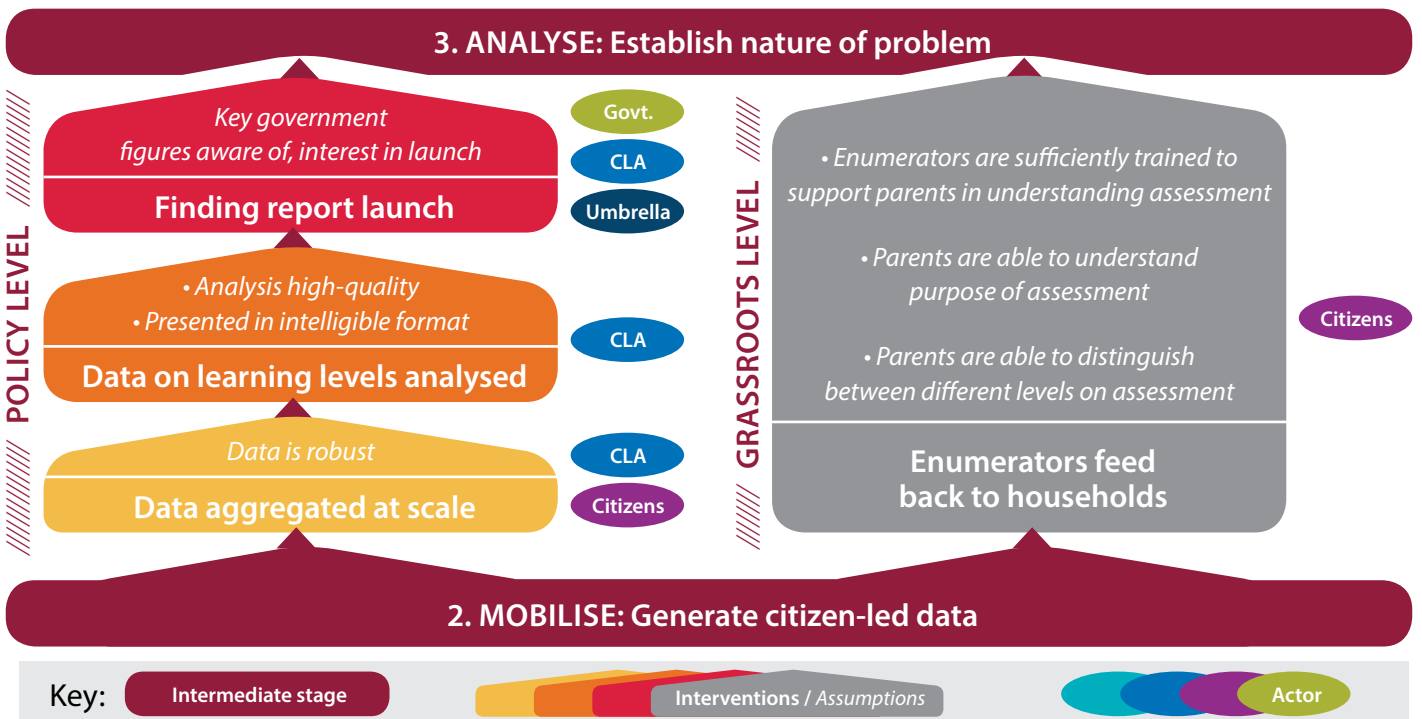 3. ANALYSE: Establish nature of problem
POLICY LEVEL
Key government
figures aware of, interest in launch
Finding report launch
Govt.
CLA
Umbrella
• Analysis high-quality
• Presented in intelligible format
Data on learning levels analysed
CLA
Data is robust
Data aggregated at scale
CLA
Citizens
GRASSROOTS LEVEL
• Enumerators are sufficiently trained to
support parents in understanding assessment
• Parents are able to understand
purpose of assessment
• Parents are able to distinguish
between different levels on assessment
Enumerators feed
back to households
Citizens
2. MOBILISE: Generate citizen-led data
Key:
Intermediate stage
Interventions / Assumptions
Actor